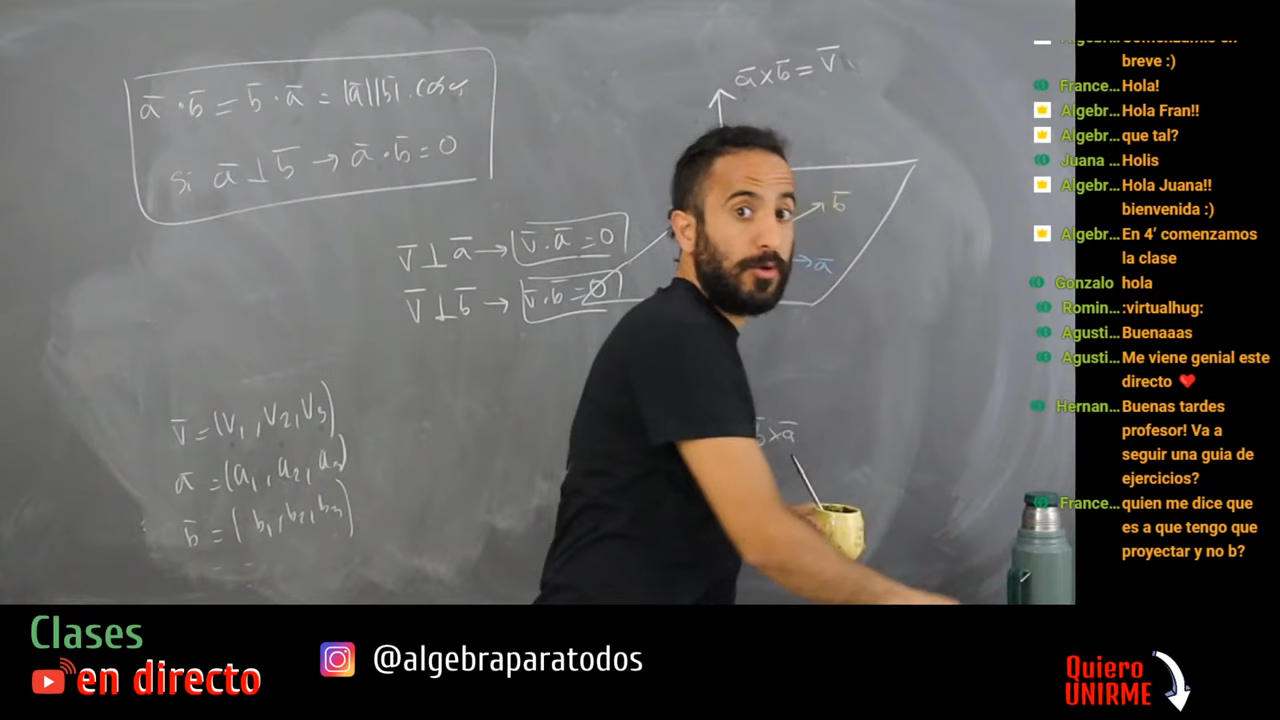 a̅ · b̅ = b̅ · a̅ = |a̅||b̅| · cos α
Si a̅ ⊥ b̅ → a̅ · b̅ = 0
v̅ ⊥ a̅ → v̅ . a̅ = 0
v̅ ⊥ b̅ → v̅ . b̅ = 0
v̅ = (v₁, v₂, v₃)
a̅ = (a₁, a₂, a₃)
b̅ = (b₁, b₂, b₃)
a̅ x b̅ = v̅
b̅
a̅
b̅ x a̅
breve :)
France... Hola!
Algebr... Hola Fran!!
Algebr... que tal?
Juana ... Holis
Algebr... Hola Juana!!
bienvenida :)
Algebr... En 4' comenzamos
la clase
Gonzalo hola
Romin... :virtualhug:
Agusti... Buenaaas
Agusti... Me viene genial este
directo ❤️
Hernan... Buenas tardes
profesor! Va a
seguir una guia de
ejercicios?
France... quien me dice que
es a que tengo que
proyectar y no b?
Clases
en directo
@algebraparatodos
Quiero
UNIRME